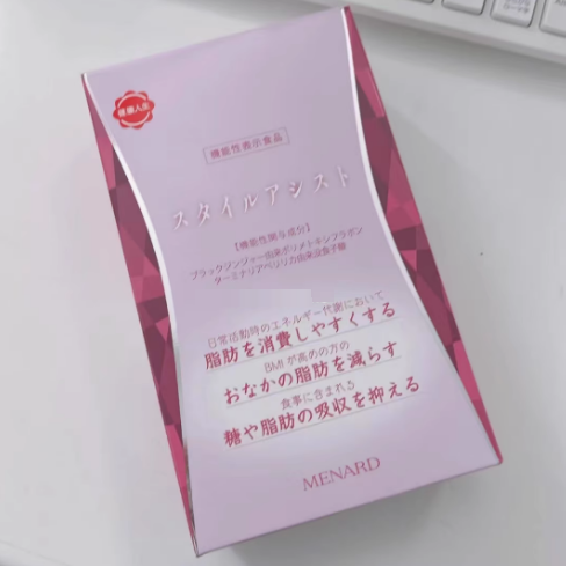 健康人生
機能性表示食品
スタイルアシスト
【機能性関与成分】
ブラックジンジャー由来ポリメトキシフラボン
ターミナリアベリリカ由来没食子酸
日常活動時のエネルギー代謝において
脂肪を消費しやすくする
BMIが高めの方の
おなかの脂肪を減らす
食事に含まれる
糖や脂肪の吸収を抑える
MENARD